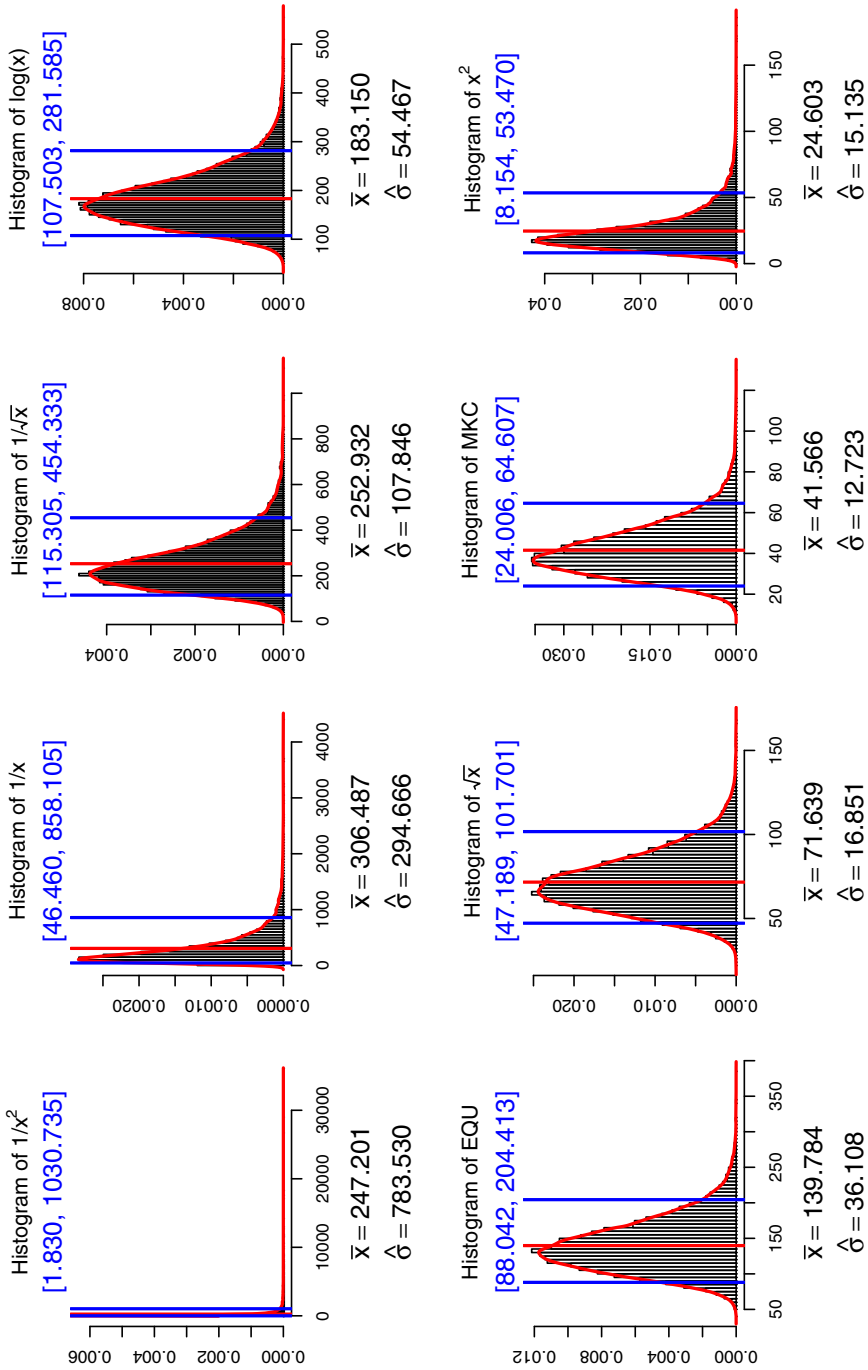 Histogram of 1/x²
[1.830, 1030.735]
0.000 0.002 0.004 0.006
0 10000 20000 30000
x̅ = 247.201
σ̂ = 783.530
Histogram of 1/x
[46.460, 858.105]
0.0000 0.0010 0.0020
0 1000 2000 3000 4000
x̅ = 306.487
σ̂ = 294.666
Histogram of 1/√x
[115.305, 454.333]
0.000 0.002 0.004
0 200 400 600 800
x̅ = 252.932
σ̂ = 107.846
Histogram of log(x)
[107.503, 281.585]
0.000 0.004 0.008
100 200 300 400 500
x̅ = 183.150
σ̂ = 54.467
Histogram of EQU
[88.042, 204.413]
0.000 0.004 0.008 0.012
50 150 250 350
x̅ = 139.784
σ̂ = 36.108
Histogram of √x
[47.189, 101.701]
0.000 0.010 0.020
50 100 150
x̅ = 71.639
σ̂ = 16.851
Histogram of MKC
[24.006, 64.607]
0.000 0.015 0.030
20 40 60 80 100 120
x̅ = 41.566
σ̂ = 12.723
Histogram of x²
[8.154, 53.470]
0.00 0.02 0.04
0 50 100 150
x̅ = 24.603
σ̂ = 15.135